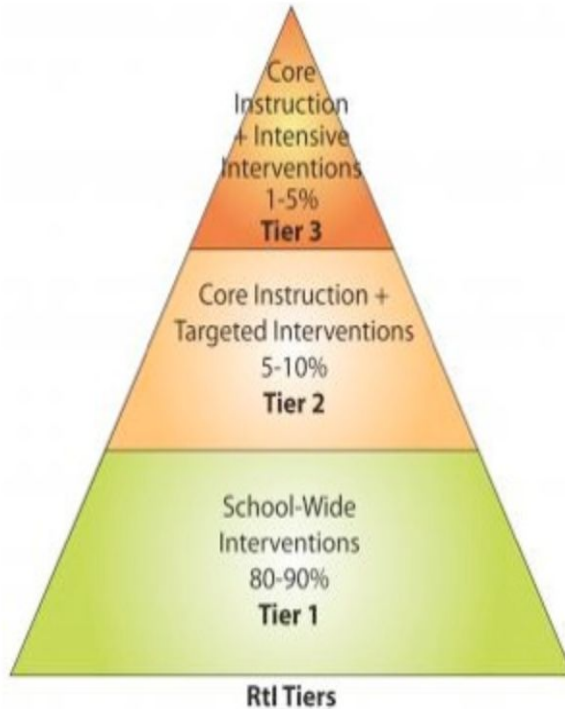 Core
Instruction
+ Intensive
Interventions
1-5%
Tier 3
Core Instruction +
Targeted Interventions
5-10%
Tier 2
School-Wide
Interventions
80-90%
Tier 1
RtI Tiers